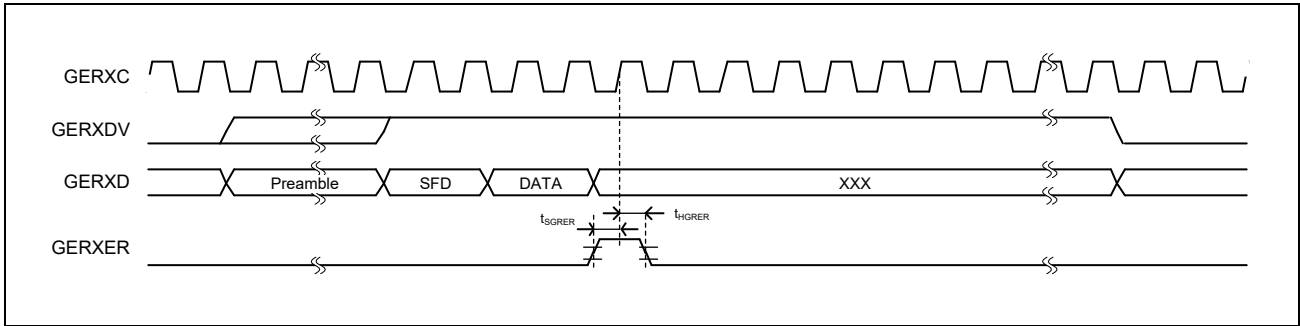 GERXC
GERXDV
GERXD Preamble SFD DATA XXX
tSGRER tHGRER
GERXER